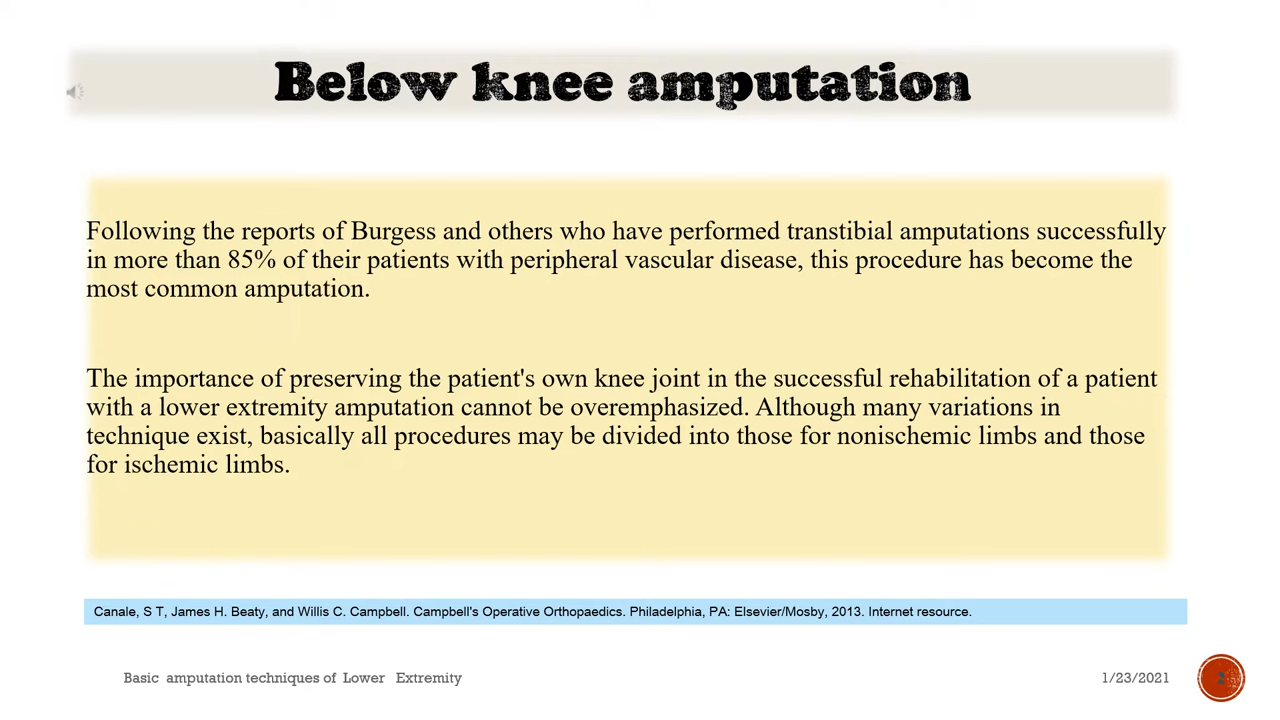 Below knee amputation
Following the reports of Burgess and others who have performed transtibial amputations successfully
in more than 85% of their patients with peripheral vascular disease, this procedure has become the
most common amputation.
The importance of preserving the patient's own knee joint in the successful rehabilitation of a patient
with a lower extremity amputation cannot be overemphasized. Although many variations in
technique exist, basically all procedures may be divided into those for nonischemic limbs and those
for ischemic limbs.
Canale, S T, James H. Beaty, and Willis C. Campbell. Campbell's Operative Orthopaedics. Philadelphia, PA: Elsevier/Mosby, 2013. Internet resource.
Basic amputation techniques of Lower Extremity
1/23/2021
2